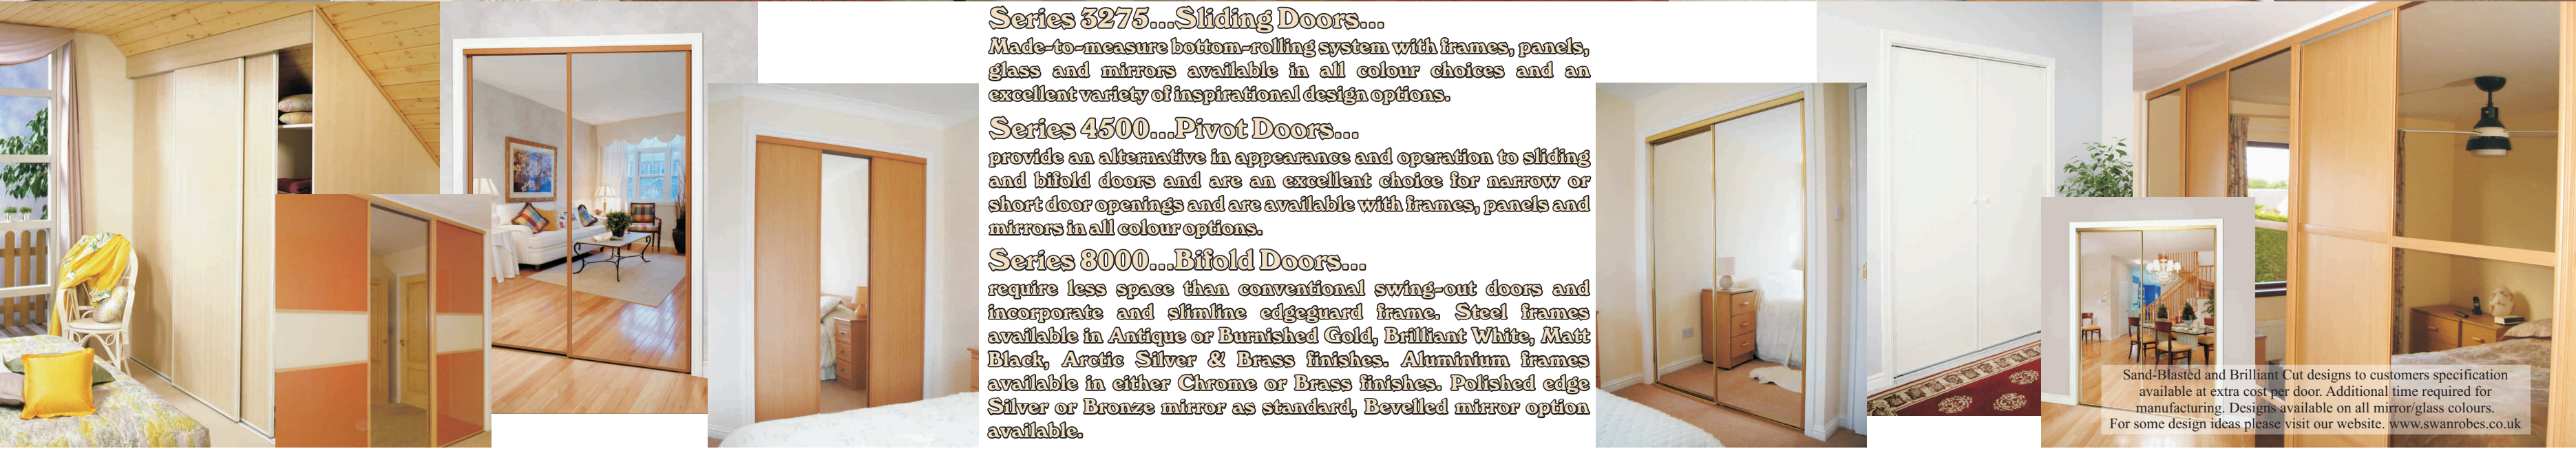 Series 3275...Sliding Doors...
Made-to-measure bottom-rolling system with frames, panels,
glass and mirrors available in all colour choices and an
excellent variety of inspirational design options.
Series 4500...Pivot Doors...
provide an alternative in appearance and operation to sliding
and bifold doors and are an excellent choice for narrow or
short door openings and are available with frames, panels and
mirrors in all colour options.
Series 8000...Bifold Doors...
require less space than conventional swing-out doors and
incorporate and slimline edgeguard frame. Steel frames
available in Antique or Burnished Gold, Brilliant White, Matt
Black, Arctic Silver & Brass finishes. Aluminium frames
available in either Chrome or Brass finishes. Polished edge
Silver or Bronze mirror as standard, Bevelled mirror option
available.
Sand-Blasted and Brilliant Cut designs to customers specification
available at extra cost per door. Additional time required for
manufacturing. Designs available on all mirror/glass colours.
For some design ideas please visit our website. www.swanrobes.co.uk